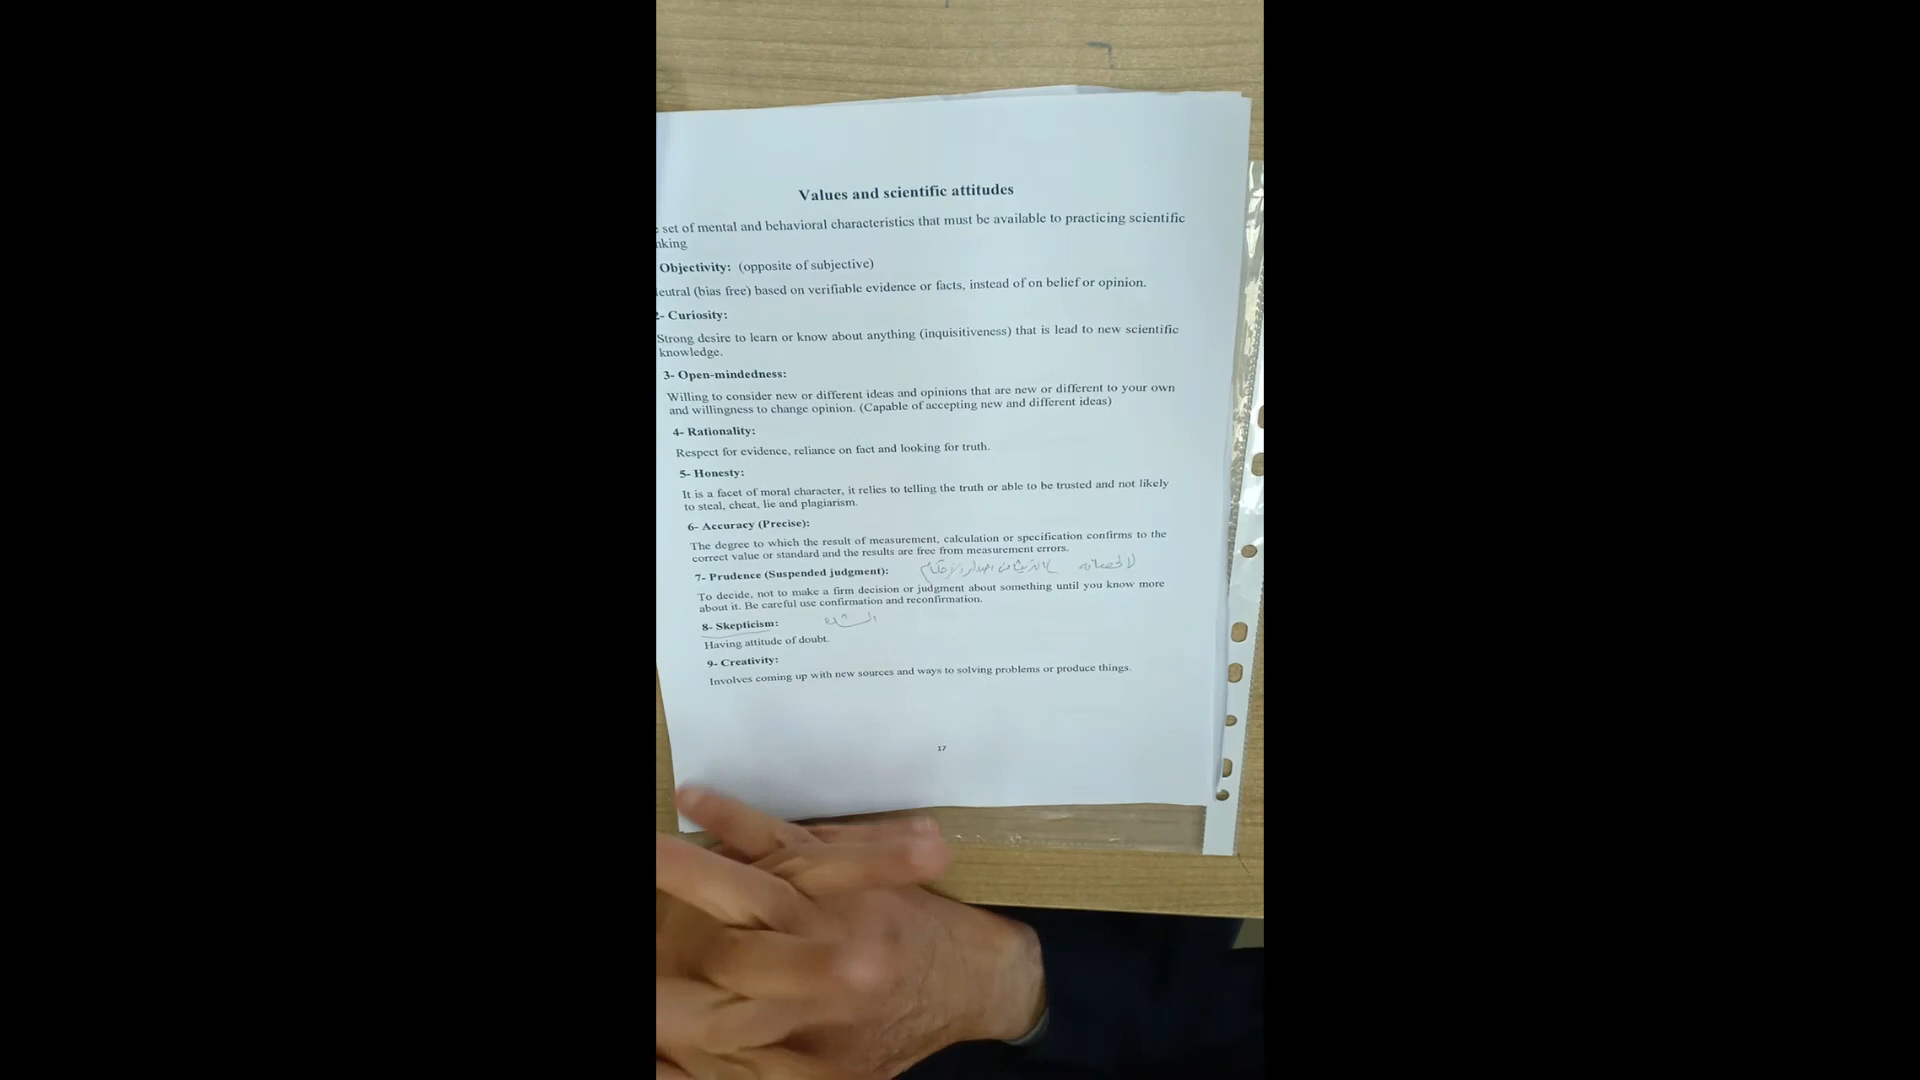 Values and scientific attitudes
set of mental and behavioral characteristics that must be available to practicing scientific
nking
Objectivity: (opposite of subjective)
eutral (bias free) based on verifiable evidence or facts, instead of on belief or opinion.
2- Curiosity:
Strong desire to learn or know about anything (inquisitiveness) that is lead to new scientific
knowledge.
3- Open-mindedness:
Willing to consider new or different ideas and opinions that are new or different to your own
and willingness to change opinion. (Capable of accepting new and different ideas)
4- Rationality:
Respect for evidence, reliance on fact and looking for truth.
5- Honesty:
It is a facet of moral character, it relies to telling the truth or able to be trusted and not likely
to steal, cheat, lie and plagiarism.
6- Accuracy (Precise):
The degree to which the result of measurement, calculation or specification confirms to the
correct value or standard and the results are free from measurement errors.
7- Prudence (Suspended judgment):
To decide, not to make a firm decision or judgment about something until you know more
about it. Be careful use confirmation and reconfirmation.
8- Skepticism:
Having attitude of doubt.
9- Creativity:
Involves coming up with new sources and ways to solving problems or produce things.
17